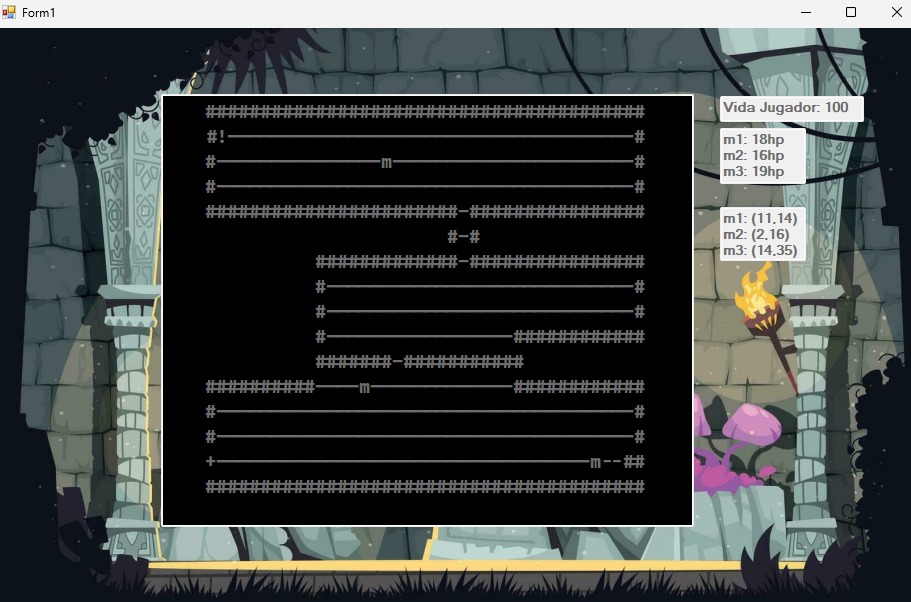 ########################################
#!-------------------------------------#
#---------------m----------------------#
#--------------------------------------#
#######################-################
                      #-#
          #############-################
          #----------------------------#
          #----------------------------#
          #-----------------############
          #######-###########
##########----m-------------############
#--------------------------------------#
#--------------------------------------#
+----------------------------------m--##
########################################
Form1
Vida Jugador: 100
m1: 18hp
m2: 16hp
m3: 19hp
m1: (11,14)
m2: (2,16)
m3: (14,35)